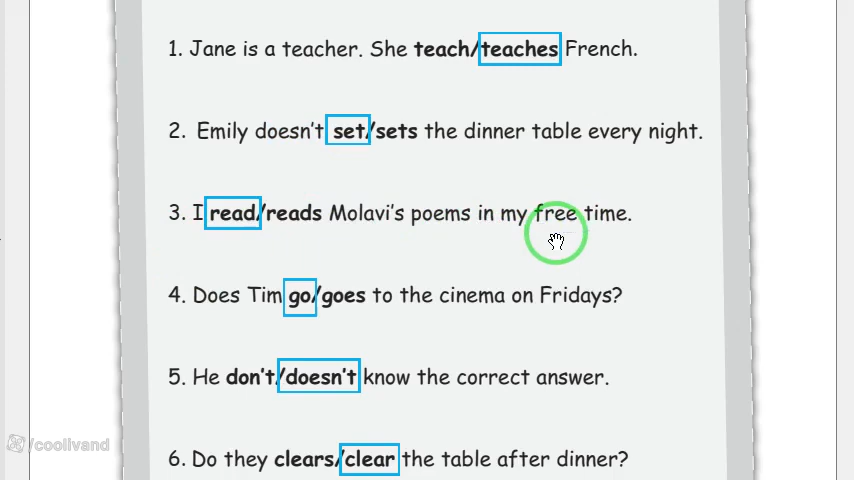 1. Jane is a teacher. She teach/teaches French.
2. Emily doesn't set/sets the dinner table every night.
3. I read/reads Molavi's poems in my free time.
4. Does Tim go/goes to the cinema on Fridays?
5. He don't/doesn't know the correct answer.
6. Do they clears/clear the table after dinner?
/coolivand